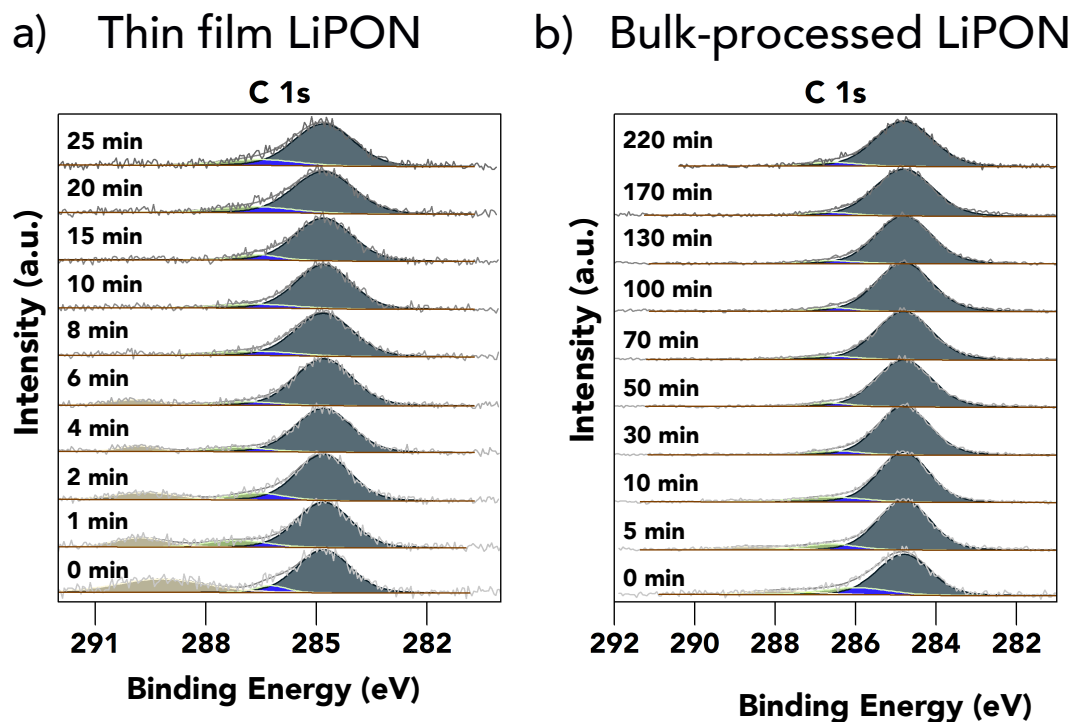 a) Thin film LiPON
C 1s
25 min
20 min
15 min
10 min
8 min
6 min
4 min
2 min
1 min
0 min
Intensity (a.u.)
291 288 285 282
Binding Energy (eV)
b) Bulk-processed LiPON
C 1s
220 min
170 min
130 min
100 min
70 min
50 min
30 min
10 min
5 min
0 min
Intensity (a.u.)
292 290 288 286 284 282
Binding Energy (eV)